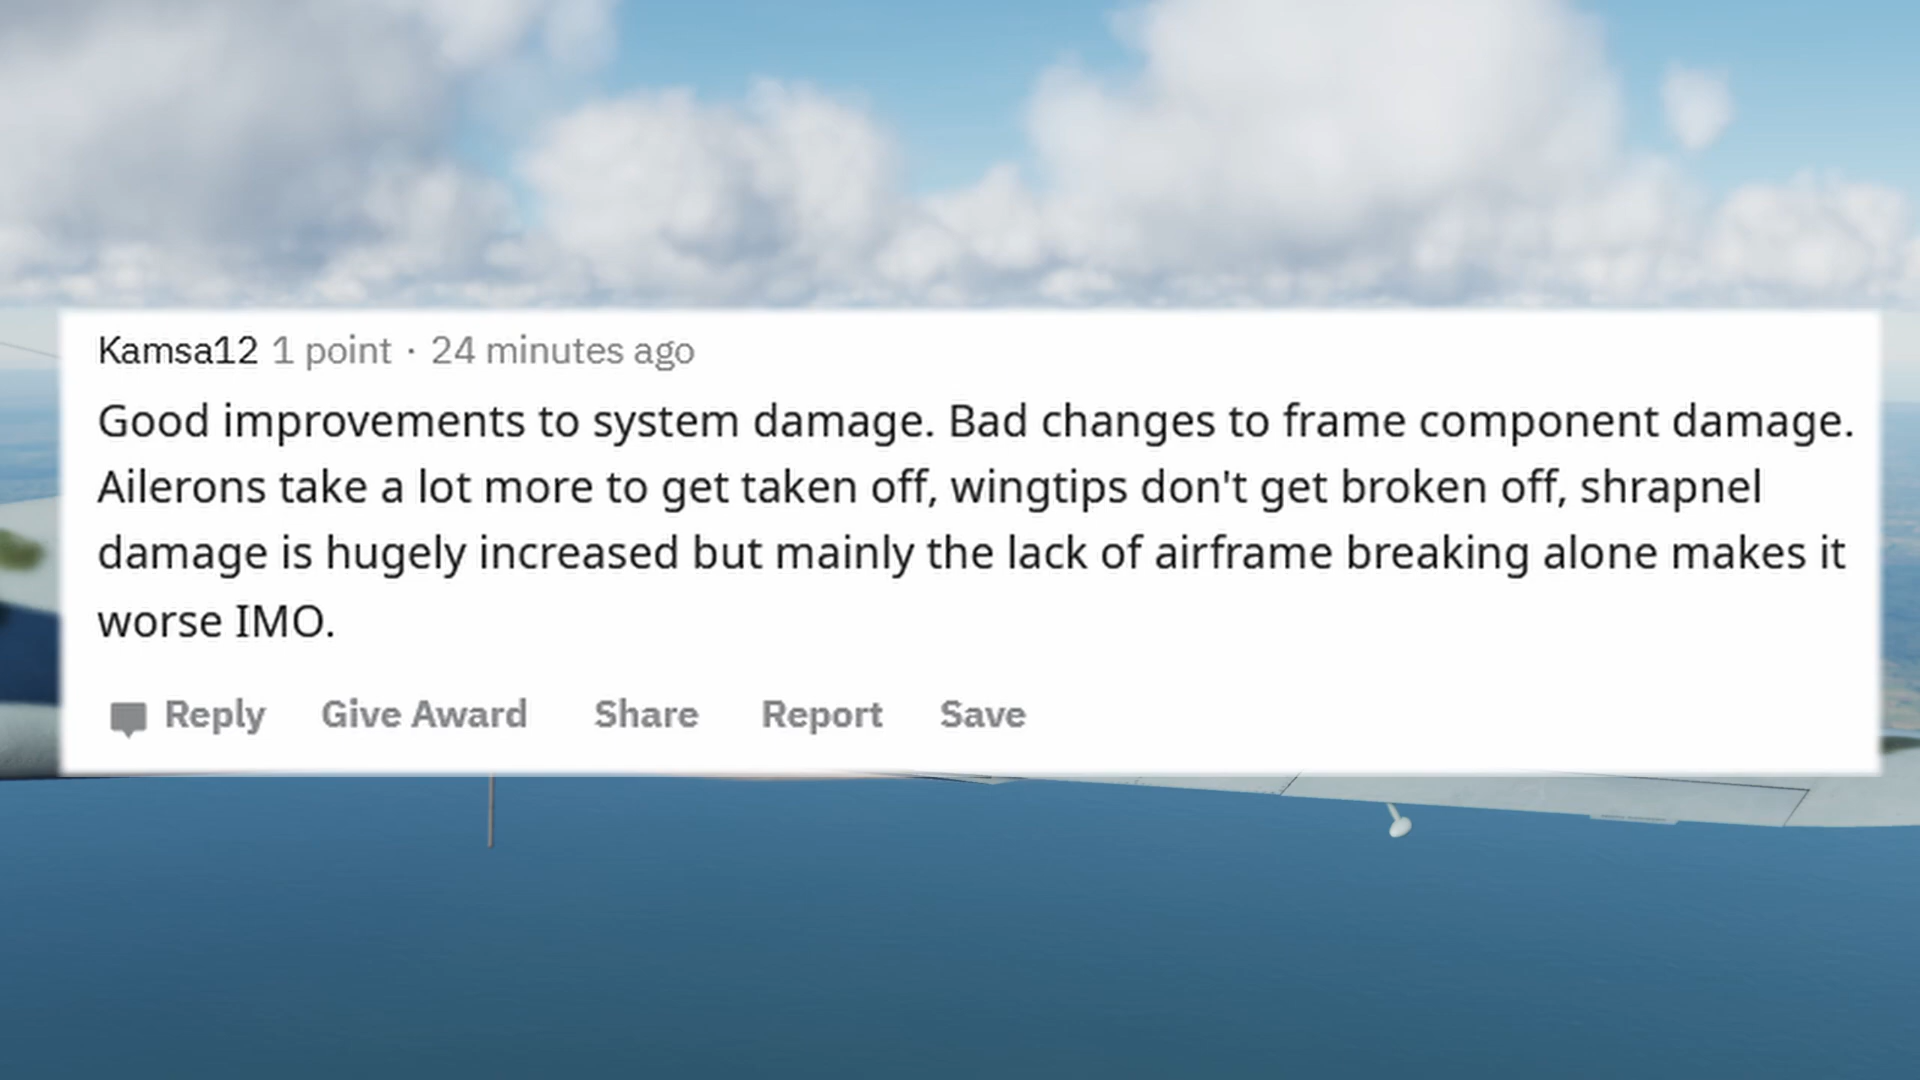 Kamsa12 1 point · 24 minutes ago
Good improvements to system damage. Bad changes to frame component damage.
Ailerons take a lot more to get taken off, wingtips don't get broken off, shrapnel
damage is hugely increased but mainly the lack of airframe breaking alone makes it
worse IMO.
Reply Give Award Share Report Save